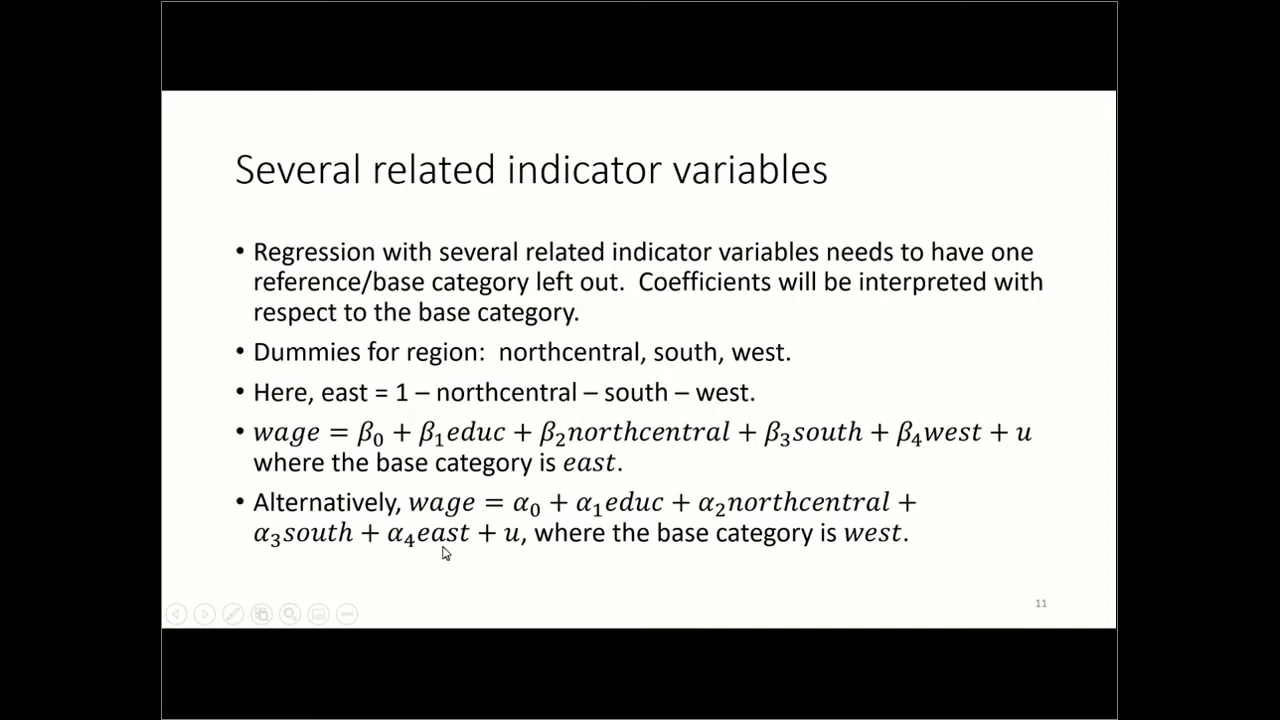 Several related indicator variables
• Regression with several related indicator variables needs to have one
reference/base category left out.  Coefficients will be interpreted with
respect to the base category.
• Dummies for region:  northcentral, south, west.
• Here, east = 1 – northcentral – south – west.
• wage = β₀ + β₁educ + β₂northcentral + β₃south + β₄west + u
where the base category is east.
• Alternatively, wage = α₀ + α₁educ + α₂northcentral +
α₃south + α₄east + u, where the base category is west.
11